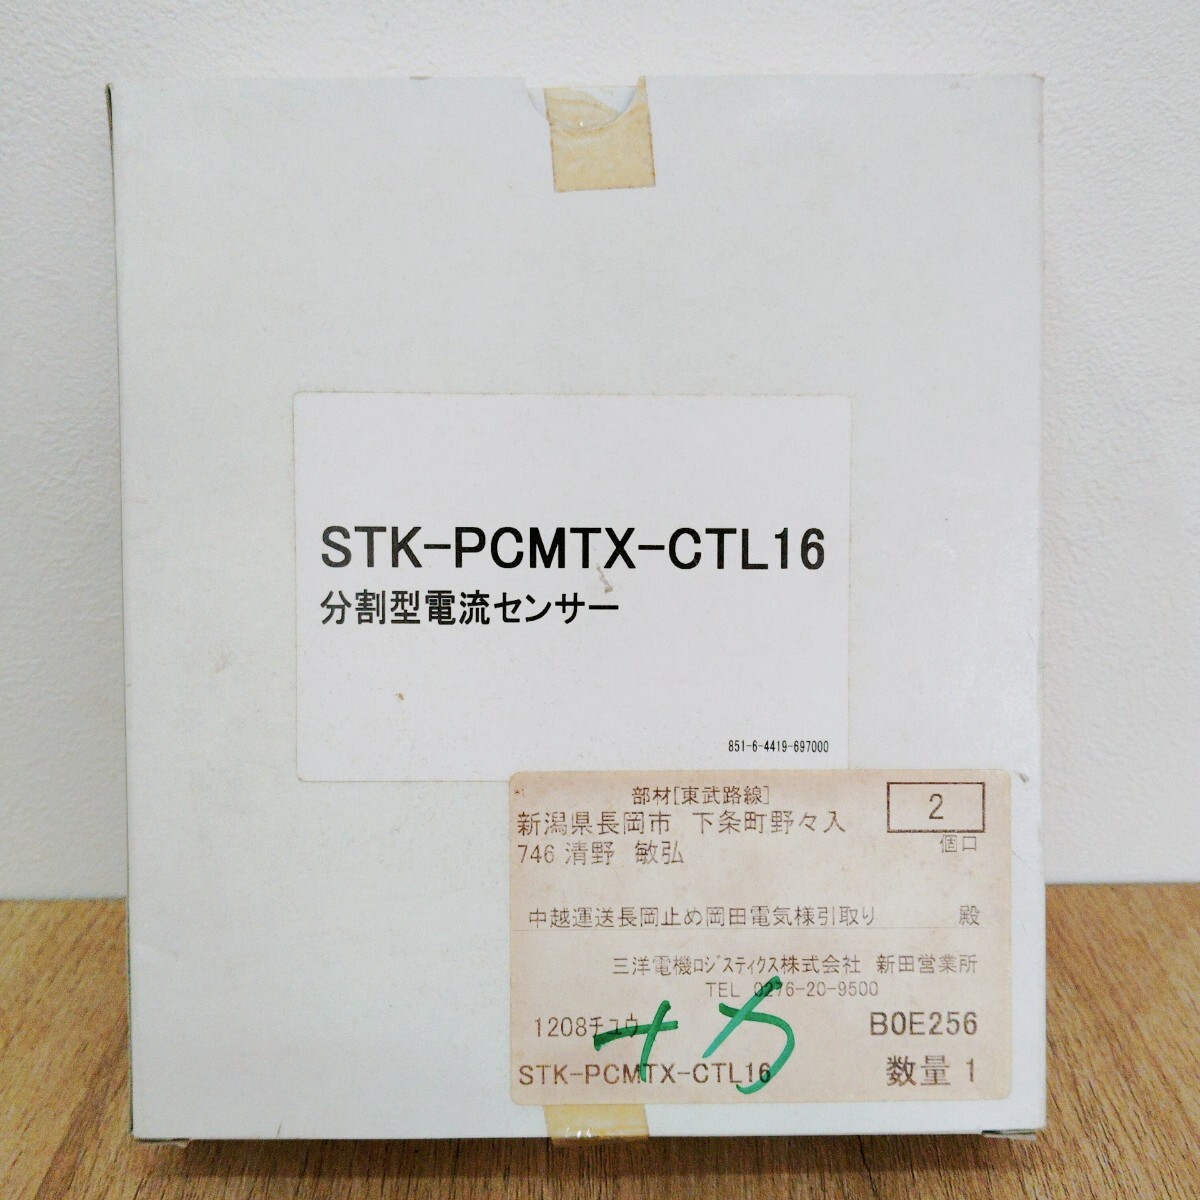 STK-PCMTX-CTL16
分割型電流センサー
851-6-4419-697000
部材[東武路線]
2
個口
新潟県長岡市 下条町野々入
746 清野 敏弘
中越運送長岡止め岡田電気様引取り 殿
三洋電機ロジスティクス株式会社 新田営業所
TEL 0276-20-9500
1208チュウ B0E256
ナカ
STK-PCMTX-CTL16 数量 1